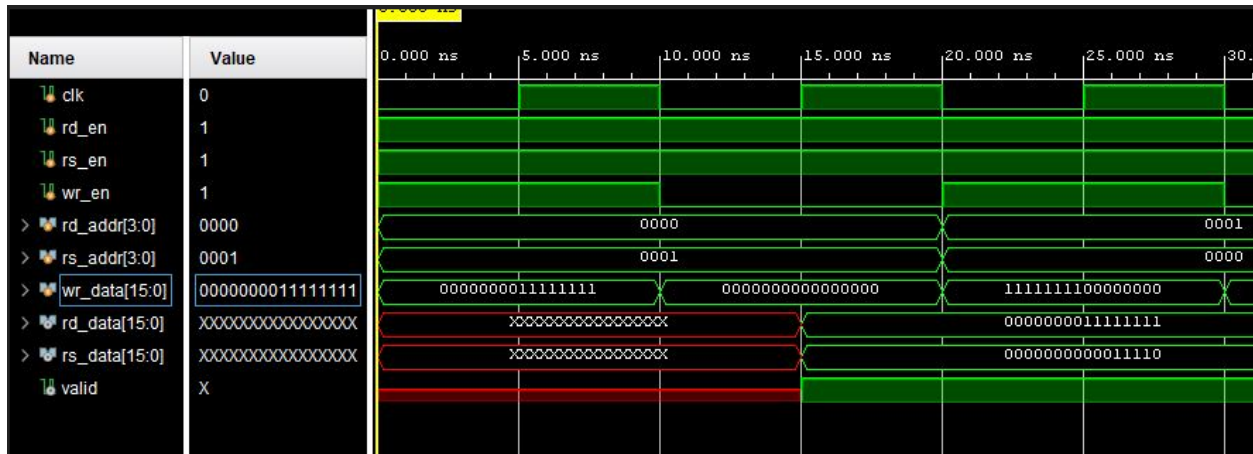 Name Value 0.000 ns 5.000 ns 10.000 ns 15.000 ns 20.000 ns 25.000 ns 30.
clk 0
rd_en 1
rs_en 1
wr_en 1
> rd_addr[3:0] 0000 0000 0001
> rs_addr[3:0] 0001 0001 0000
> wr_data[15:0] 0000000011111111 0000000011111111 0000000000000000 1111111100000000
> rd_data[15:0] XXXXXXXXXXXXXXXX XXXXXXXXXXXXXXXX 0000000011111111
> rs_data[15:0] XXXXXXXXXXXXXXXX XXXXXXXXXXXXXXXX 0000000000011110
valid X